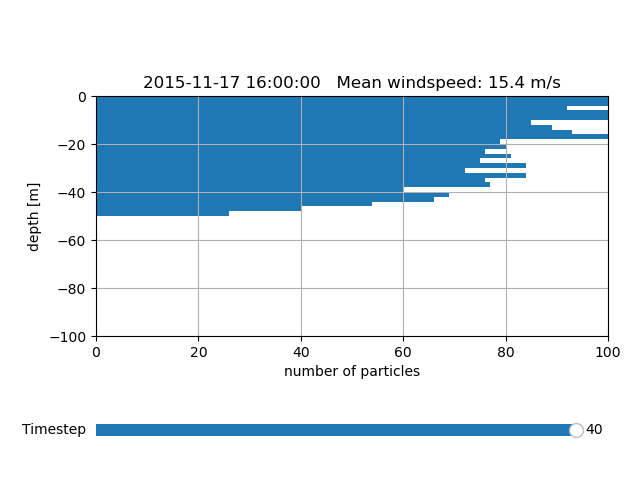 2015-11-17 16:00:00   Mean windspeed: 15.4 m/s
0
−20
−40
−60
−80
−100
depth [m]
0 20 40 60 80 100
number of particles
Timestep 40